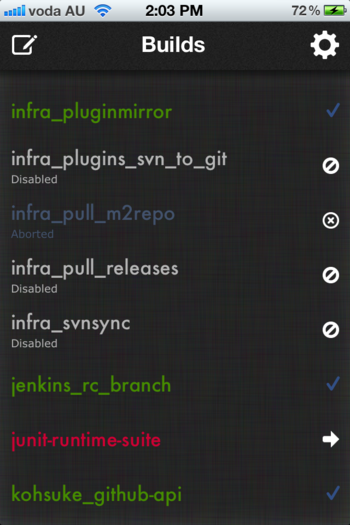 voda AU 2:03 PM 72%
Builds
infra_pluginmirror
infra_plugins_svn_to_git
Disabled
infra_pull_m2repo
Aborted
infra_pull_releases
Disabled
infra_svnsync
Disabled
jenkins_rc_branch
junit-runtime-suite
kohsuke_github-api